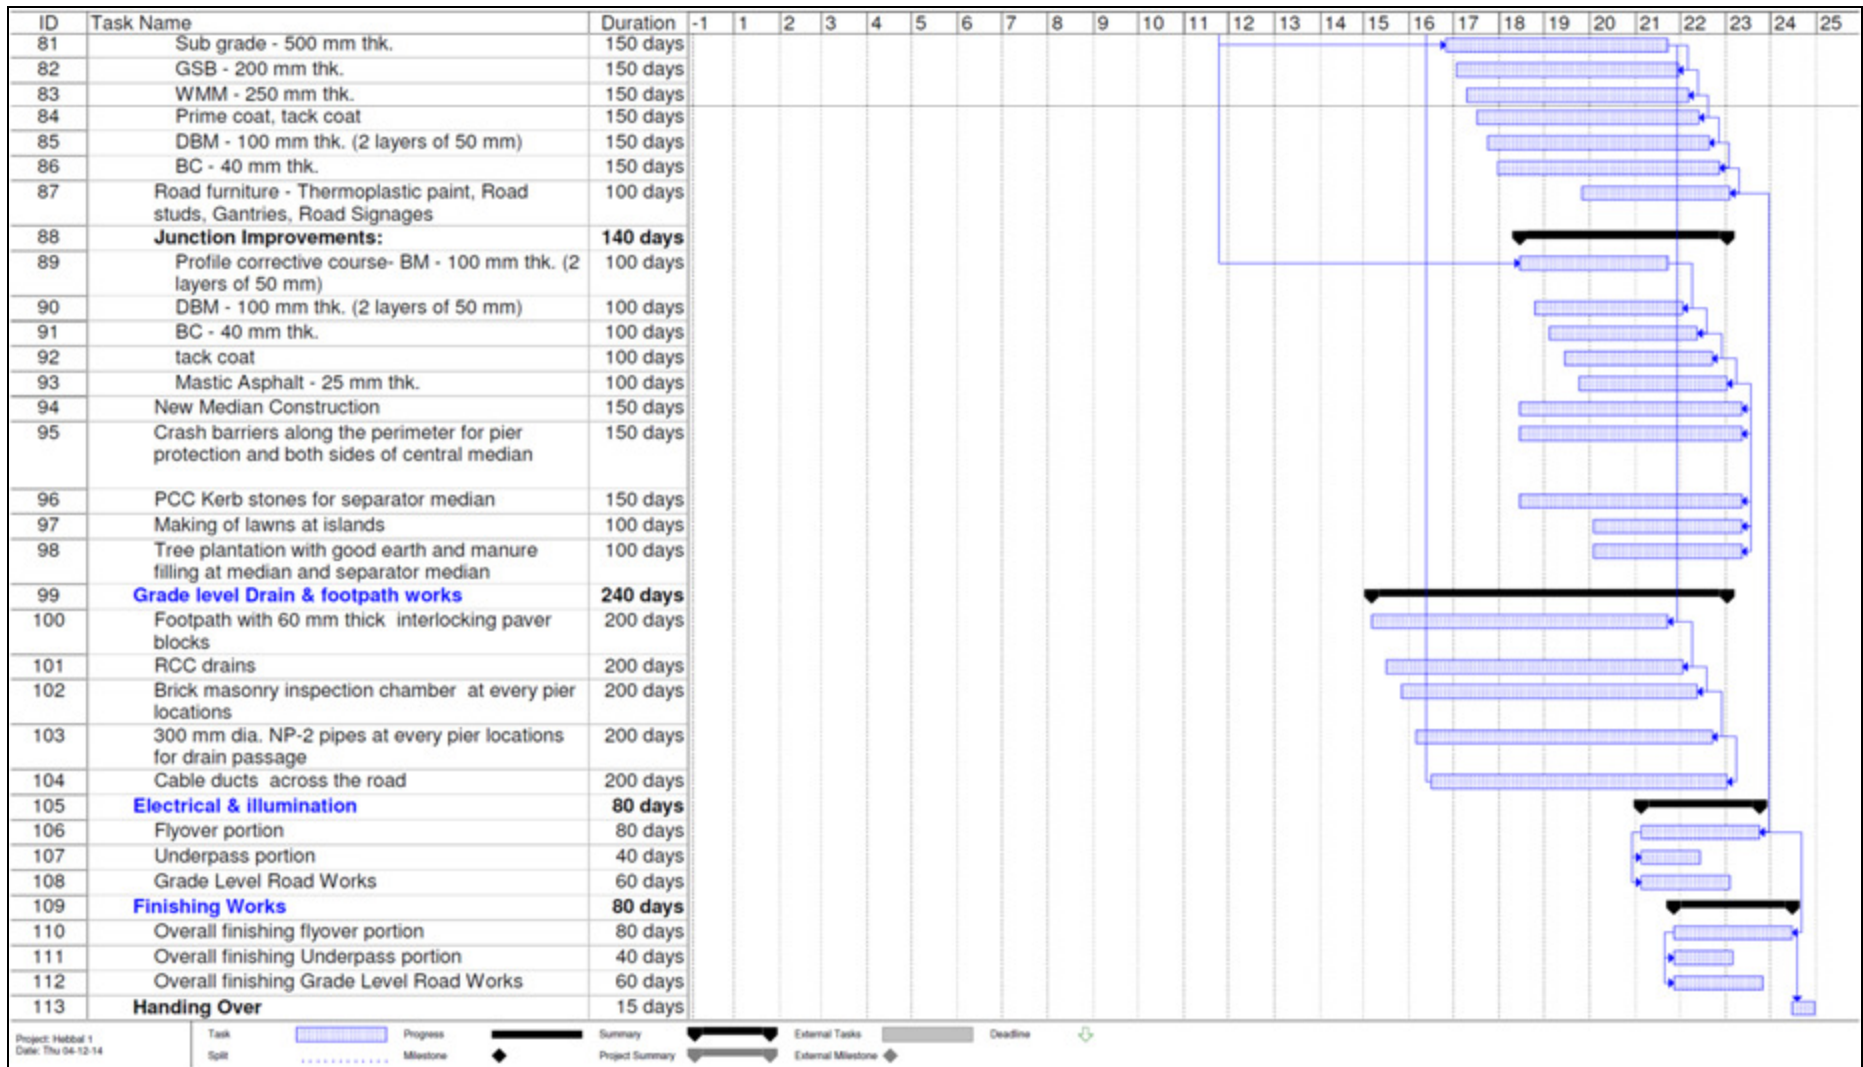 ID Task Name Duration -1 1 2 3 4 5 6 7 8 9 10 11 12 13 14 15 16 17 18 19 20 21 22 23 24 25
81 Sub grade - 500 mm thk. 150 days
82 GSB - 200 mm thk. 150 days
83 WMM - 250 mm thk. 150 days
84 Prime coat, tack coat 150 days
85 DBM - 100 mm thk. (2 layers of 50 mm) 150 days
86 BC - 40 mm thk. 150 days
87 Road furniture - Thermoplastic paint, Road 100 days
studs, Gantries, Road Signages
88 Junction Improvements: 140 days
89 Profile corrective course- BM - 100 mm thk. (2 100 days
layers of 50 mm)
90 DBM - 100 mm thk. (2 layers of 50 mm) 100 days
91 BC - 40 mm thk. 100 days
92 tack coat 100 days
93 Mastic Asphalt - 25 mm thk. 100 days
94 New Median Construction 150 days
95 Crash barriers along the perimeter for pier 150 days
protection and both sides of central median
96 PCC Kerb stones for separator median 150 days
97 Making of lawns at islands 100 days
98 Tree plantation with good earth and manure 100 days
filling at median and separator median
99 Grade level Drain & footpath works 240 days
100 Footpath with 60 mm thick interlocking paver 200 days
blocks
101 RCC drains 200 days
102 Brick masonry inspection chamber at every pier 200 days
locations
103 300 mm dia. NP-2 pipes at every pier locations 200 days
for drain passage
104 Cable ducts across the road 200 days
105 Electrical & illumination 80 days
106 Flyover portion 80 days
107 Underpass portion 40 days
108 Grade Level Road Works 60 days
109 Finishing Works 80 days
110 Overall finishing flyover portion 80 days
111 Overall finishing Underpass portion 40 days
112 Overall finishing Grade Level Road Works 60 days
113 Handing Over 15 days
Project: Hebbal 1
Date: Thu 04-12-14
Task Progress Summary External Tasks Deadline
Split Milestone Project Summary External Milestone